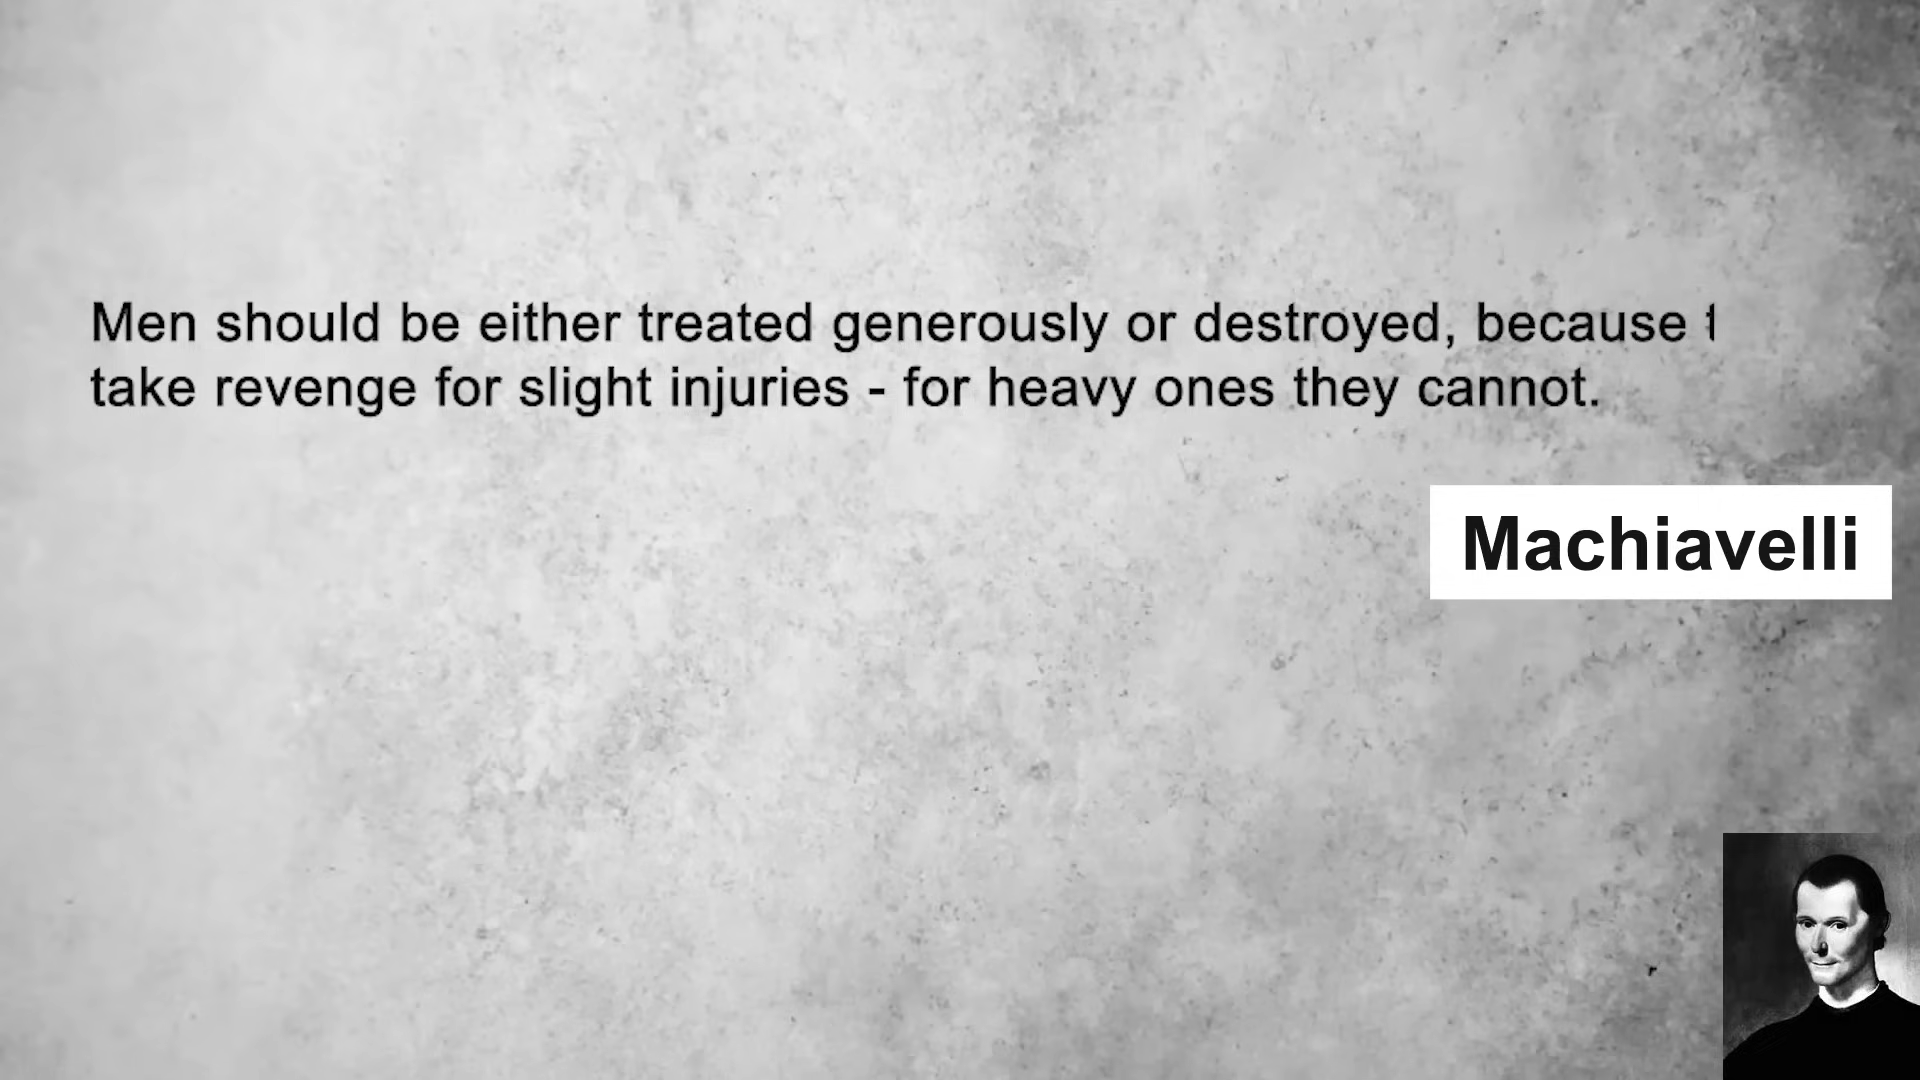 Men should be either treated generously or destroyed, because
take revenge for slight injuries - for heavy ones they cannot.
Machiavelli